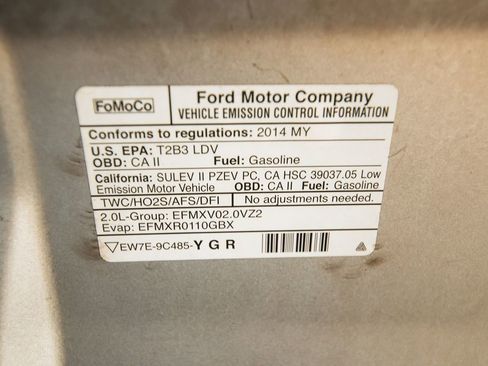 FoMoCo
Ford Motor Company
VEHICLE EMISSION CONTROL INFORMATION
Conforms to regulations: 2014 MY
U.S. EPA: T2B3 LDV
OBD: CA II Fuel: Gasoline
California: SULEV II PZEV PC, CA HSC 39037.05 Low
Emission Motor Vehicle OBD: CA II Fuel: Gasoline
TWC/HO2S/AFS/DFI No adjustments needed.
2.0L-Group: EFMXV02.0VZ2
Evap: EFMXR0110GBX
EW7E-9C485-YGR